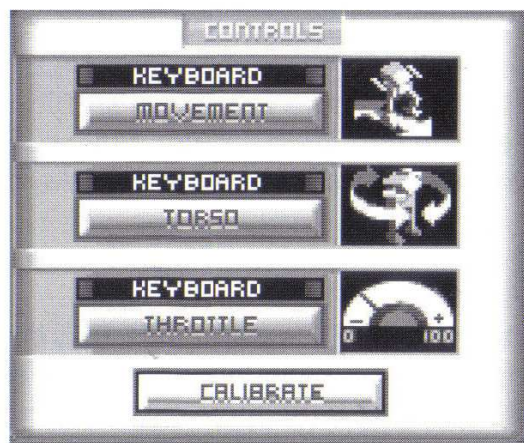 CONTROLS
KEYBOARD
MOVEMENT
KEYBOARD
TORSO
KEYBOARD
THROTTLE
- +
0 100
CALIBRATE